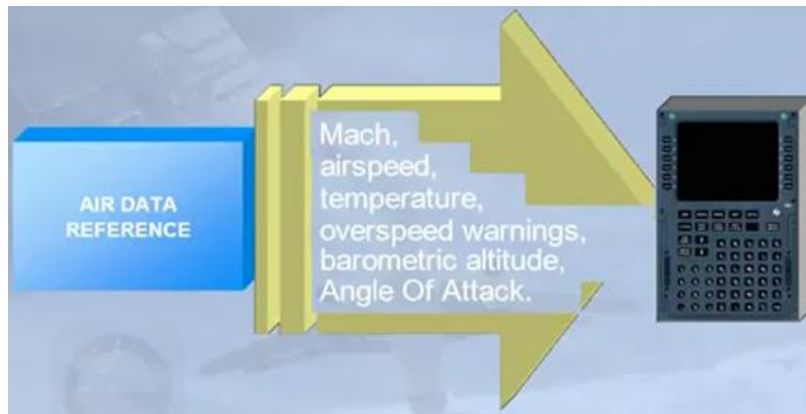 AIR DATA
REFERENCE
Mach,
airspeed,
temperature,
overspeed warnings,
barometric altitude,
Angle Of Attack.